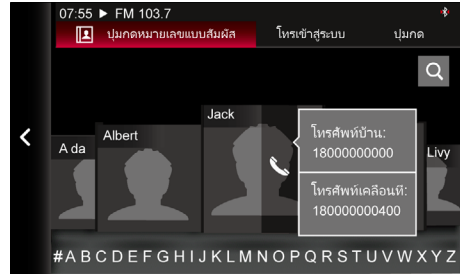 07:55 ▶ FM 103.7
ปุ่มกดหมายเลขแบบสัมผัส
โทรเข้าสู่ระบบ
ปุ่มกด
A da
Albert
Jack
Livy
โทรศัพท์บ้าน:
18000000000
โทรศัพท์เคลื่อนที่:
180000000400
#ABCDEFGHIJKLMNOPQRSTUVWXYZ